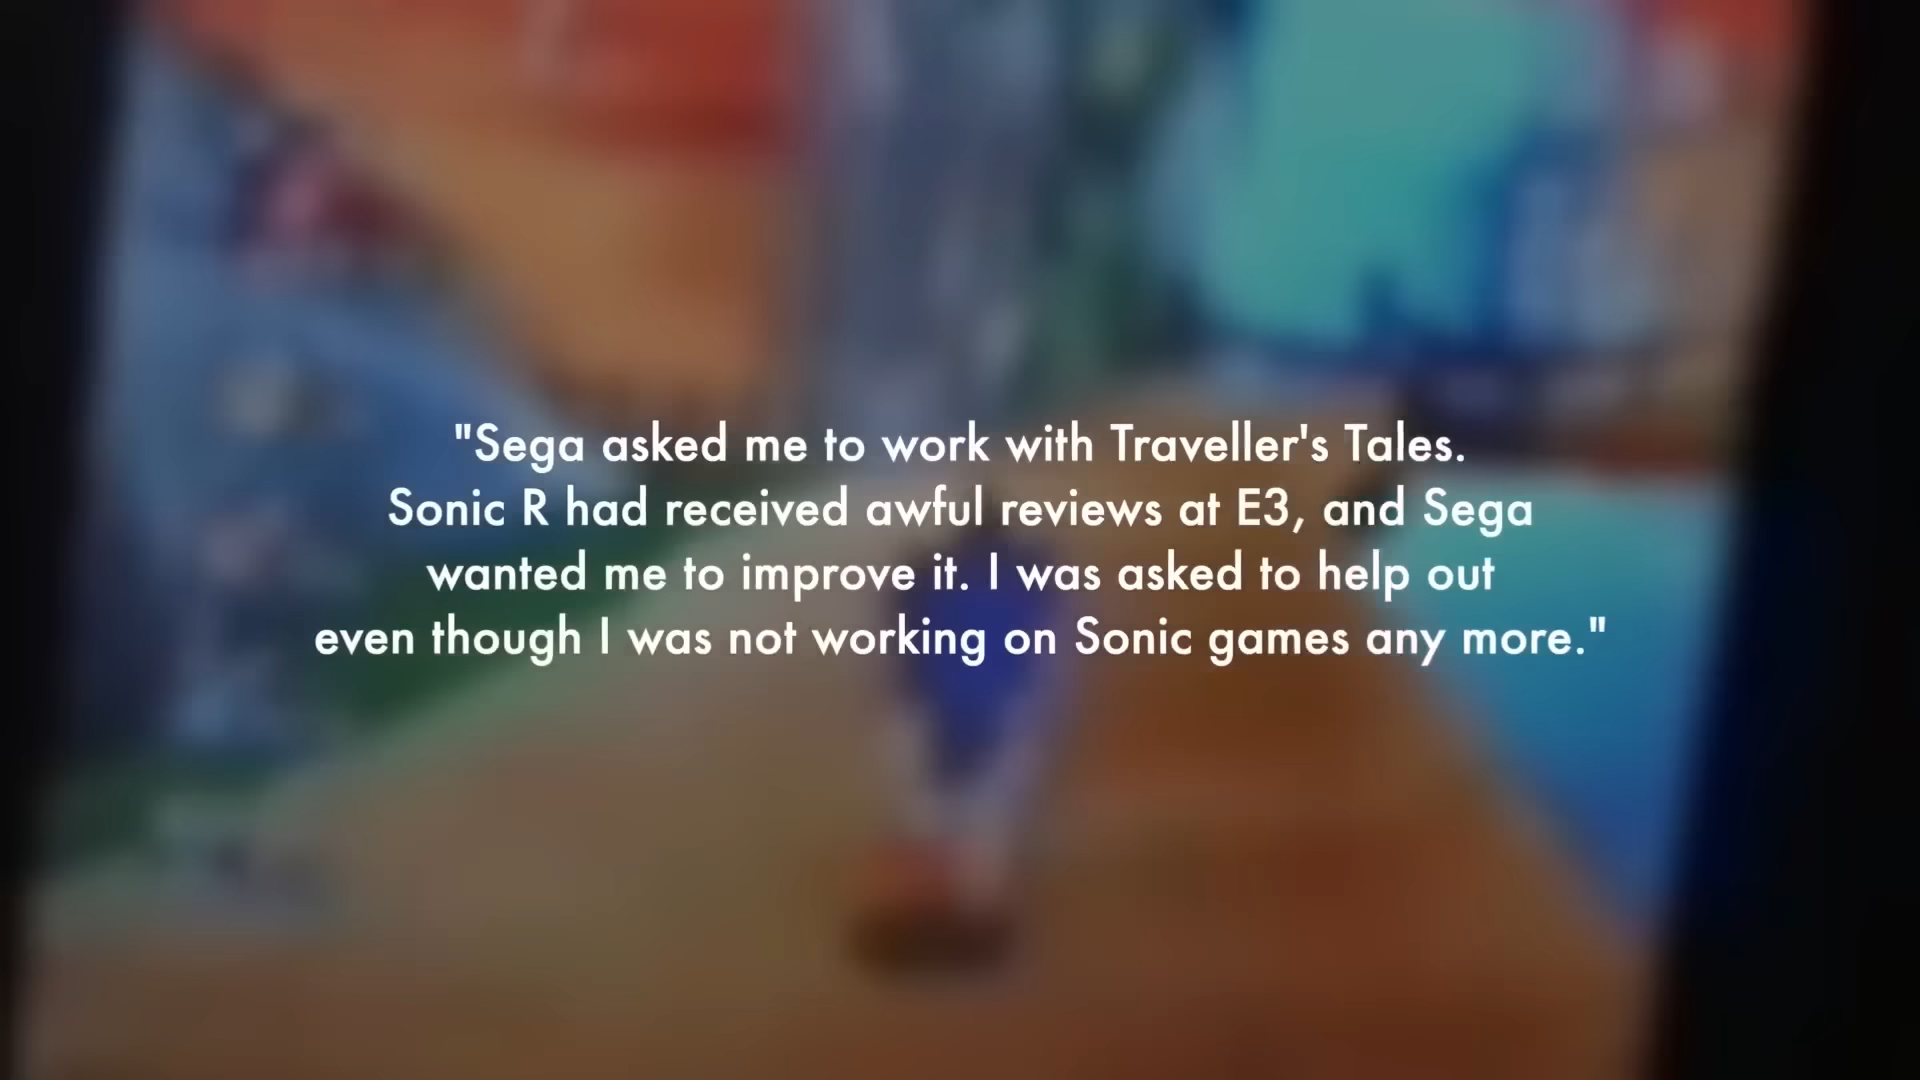 "Sega asked me to work with Traveller's Tales.
Sonic R had received awful reviews at E3, and Sega
wanted me to improve it. I was asked to help out
even though I was not working on Sonic games any more."